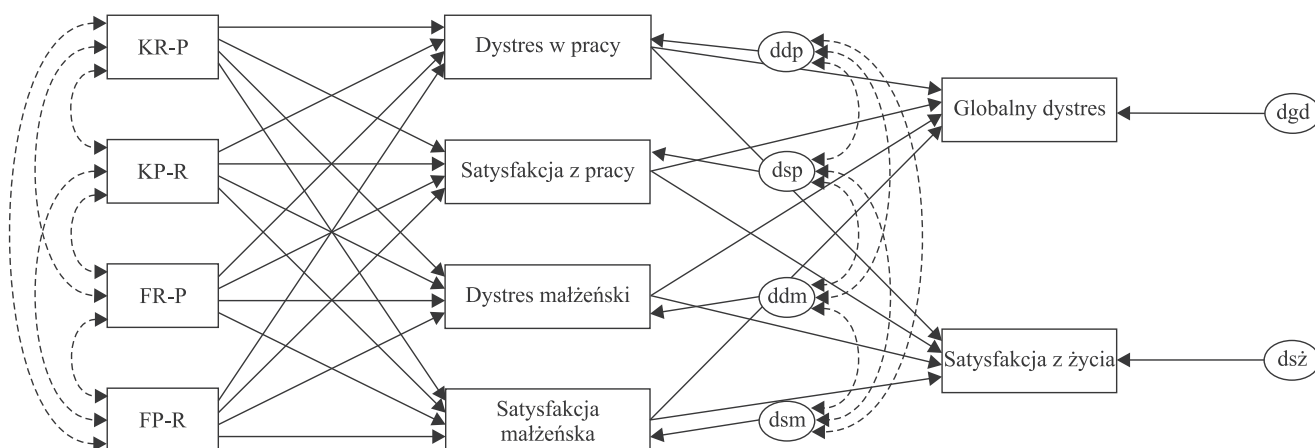 KR-P
KP-R
FR-P
FP-R
Dystres w pracy
Satysfakcja z pracy
Dystres małżeński
Satysfakcja
małżeńska
ddp
dsp
ddm
dsm
Globalny dystres
Satysfakcja z życia
dgd
dsż